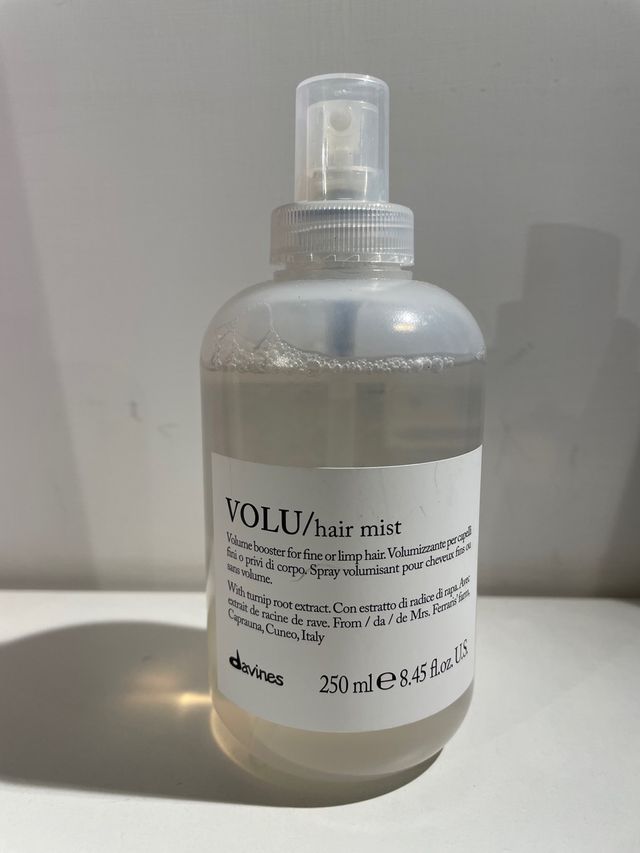 VOLU/hair mist
Volume booster for fine or limp hair. Volumizzante per capelli
fini o privi di corpo. Spray volumisant pour cheveux fins ou
sans volume.
With turnip root extract. Con estratto di radice di rapa. Avec
extrait de racine de rave. From / da / de Mrs. Ferraris' farm,
Caprauna, Cuneo, Italy
davines
250 ml ℮ 8.45 fl.oz. U.S.